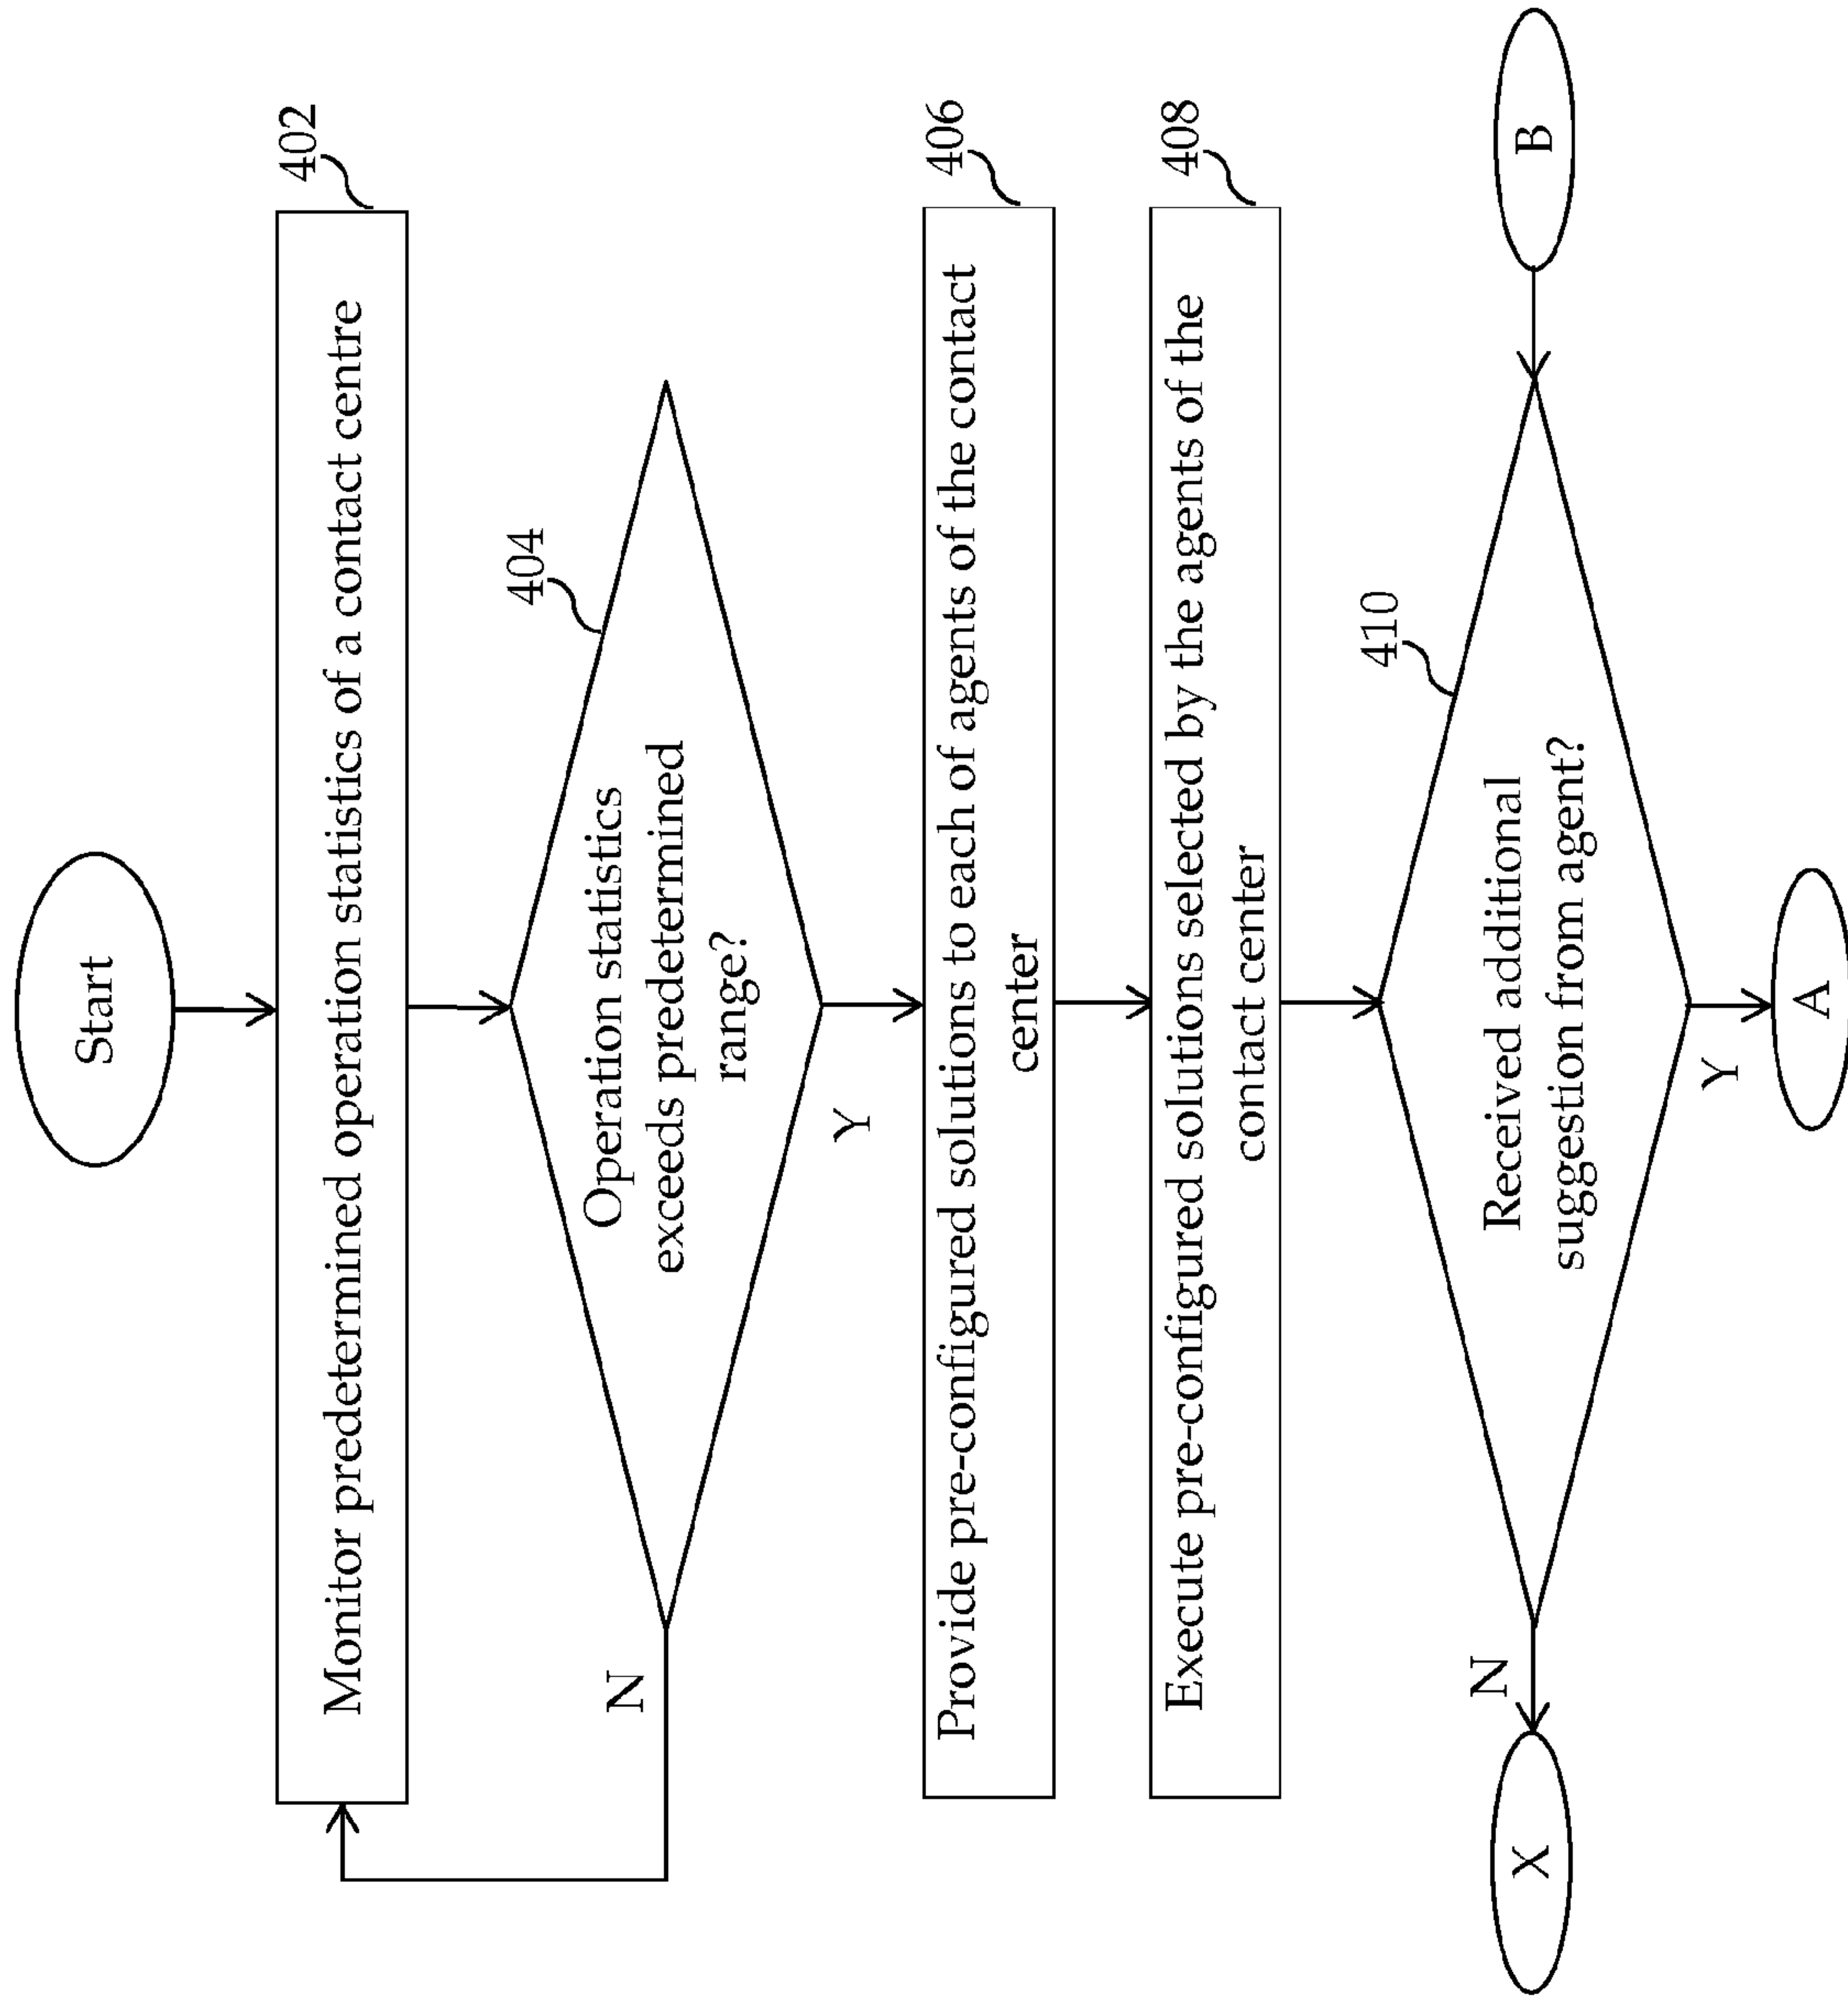 Start
402
Monitor predetermined operation statistics of a contact centre
404
Operation statistics
exceeds predetermined
range?
N
Y
406
Provide pre-configured solutions to each of agents of the contact
center
408
Execute pre-configured solutions selected by the agents of the
contact center
410
Received additional
suggestion from agent?
N
X
B
Y
A